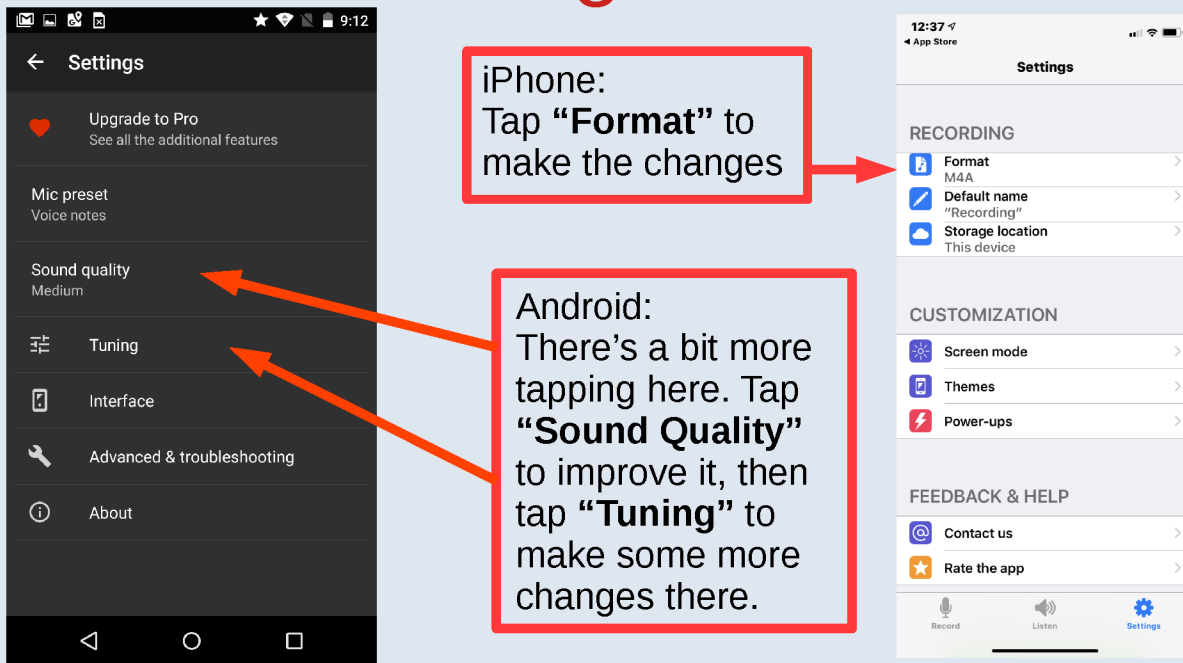 9:12
Settings
Upgrade to Pro
See all the additional features
Mic preset
Voice notes
Sound quality
Medium
Tuning
Interface
Advanced & troubleshooting
About
iPhone:
Tap “Format” to
make the changes
Android:
There’s a bit more
tapping here. Tap
“Sound Quality”
to improve it, then
tap “Tuning” to
make some more
changes there.
12:37
App Store
Settings
RECORDING
Format
M4A
Default name
“Recording”
Storage location
This device
CUSTOMIZATION
Screen mode
Themes
Power-ups
FEEDBACK & HELP
Contact us
Rate the app
Record Listen Settings